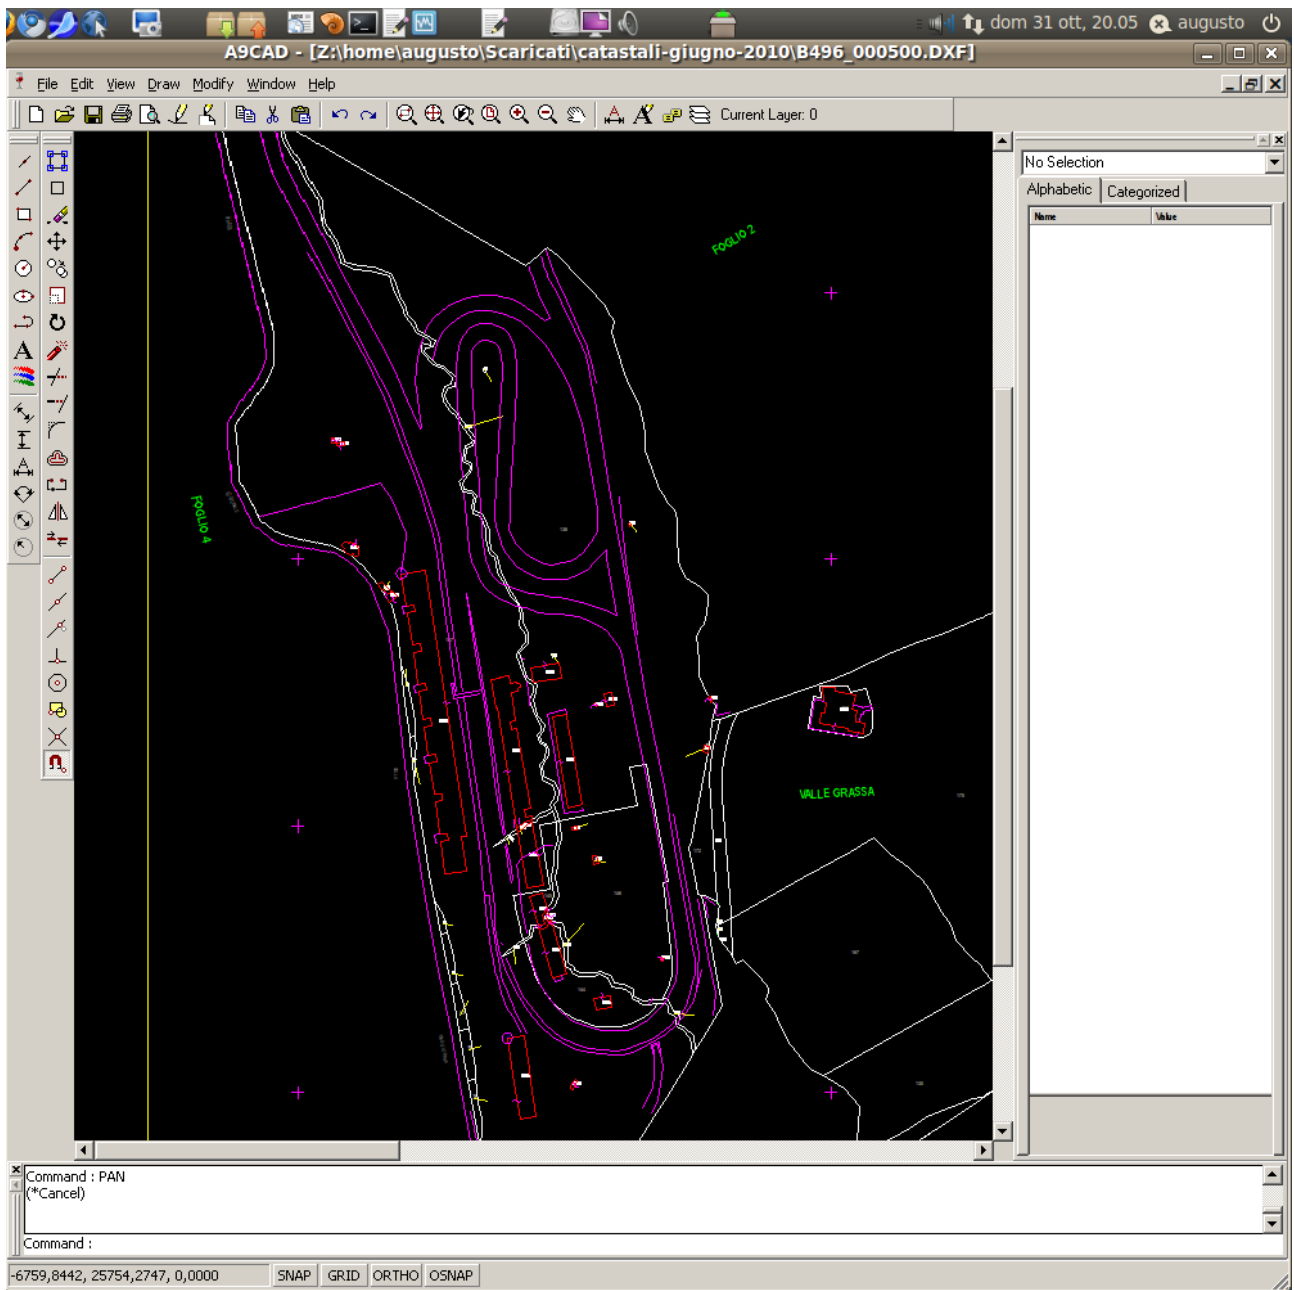 dom 31 ott, 20.05 augusto
A9CAD - [Z:\home\augusto\Scaricati\catastali-giugno-2010\B496_000500.DXF]
File Edit View Draw Modify Window Help
Current Layer: 0
No Selection
Alphabetic Categorized
Name Value
FOGLIO 2
FOGLIO 4
VALLE GRASSA
Command : PAN
(*Cancel)
Command :
-6759,8442, 25754,2747, 0,0000 SNAP GRID ORTHO OSNAP